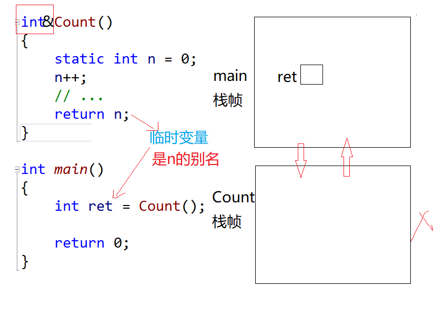 int& Count()
{
static int n = 0;
n++;
// ...
return n;
}
临时变量
是n的别名
int main()
{
int ret = Count();
return 0;
}
main
栈帧
ret
Count
栈帧